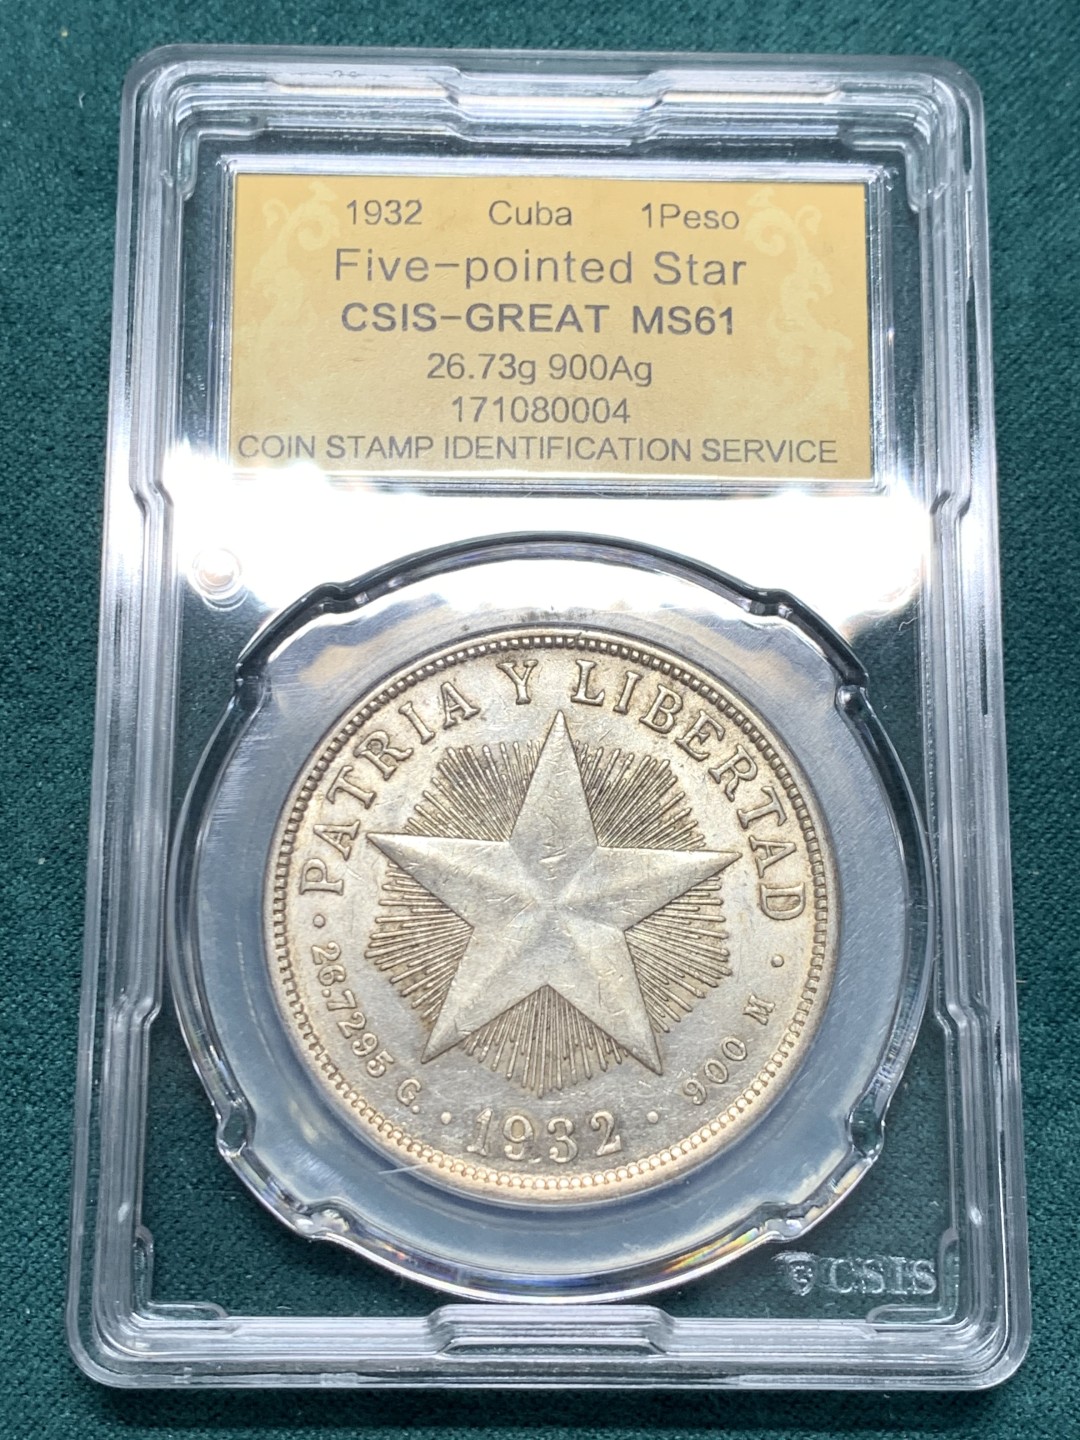 1932 Cuba 1Peso
Five-pointed Star
CSIS-GREAT MS61
26.73g 900Ag
171080004
COIN STAMP IDENTIFICATION SERVICE
PATRIA Y LIBERTAD
26.7295 G. · 1932 · 900 M
CSIS